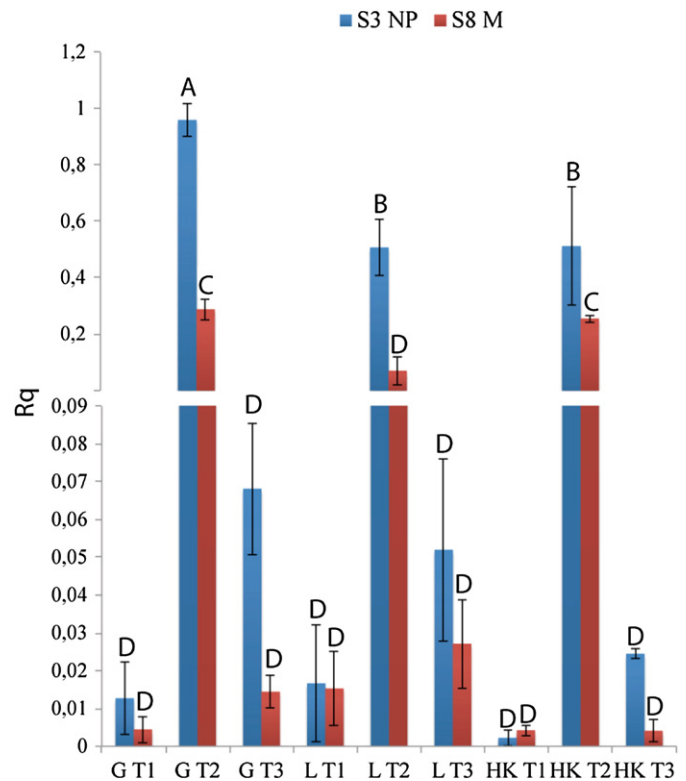 S3 NP S8 M
1,2
A
1
0,8
B B
0,6
0,4
C C
D
0,2
Rq
0,09
D
0,08
D
0,07
0,06
0,05
D
0,04
D D D
0,03
D D
0,02
D
0,01
D D
0
G T1 G T2 G T3 L T1 L T2 L T3 HK T1 HK T2 HK T3